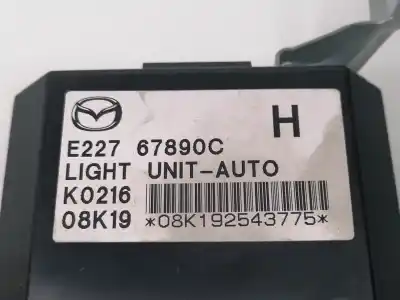 H
E227 67890C
LIGHT UNIT-AUTO
K0216
08K19 *08K192543775*